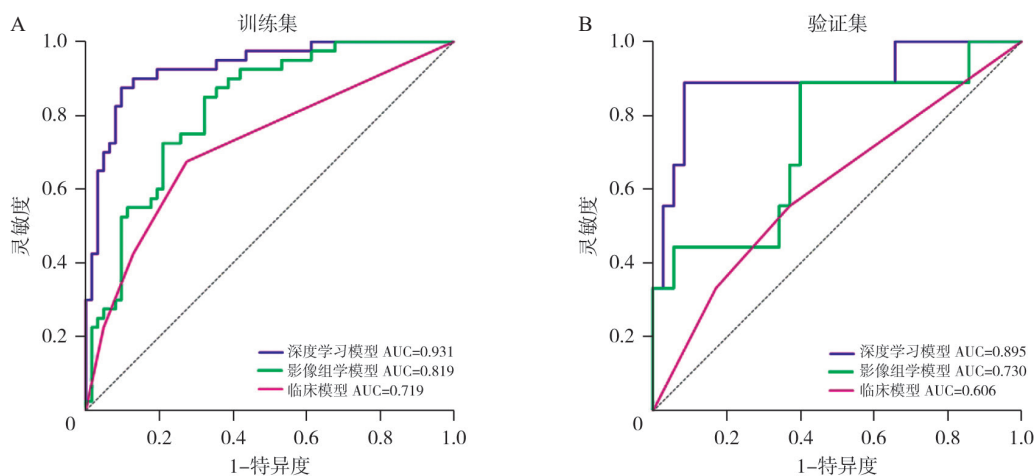 A
训练集
1.0
0.8
0.6
0.4
0.2
0
0.2
0.4
0.6
0.8
1.0
灵敏度
1-特异度
深度学习模型 AUC=0.931
影像组学模型 AUC=0.819
临床模型 AUC=0.719
B
验证集
1.0
0.8
0.6
0.4
0.2
0
0.2
0.4
0.6
0.8
1.0
灵敏度
1-特异度
深度学习模型 AUC=0.895
影像组学模型 AUC=0.730
临床模型 AUC=0.606